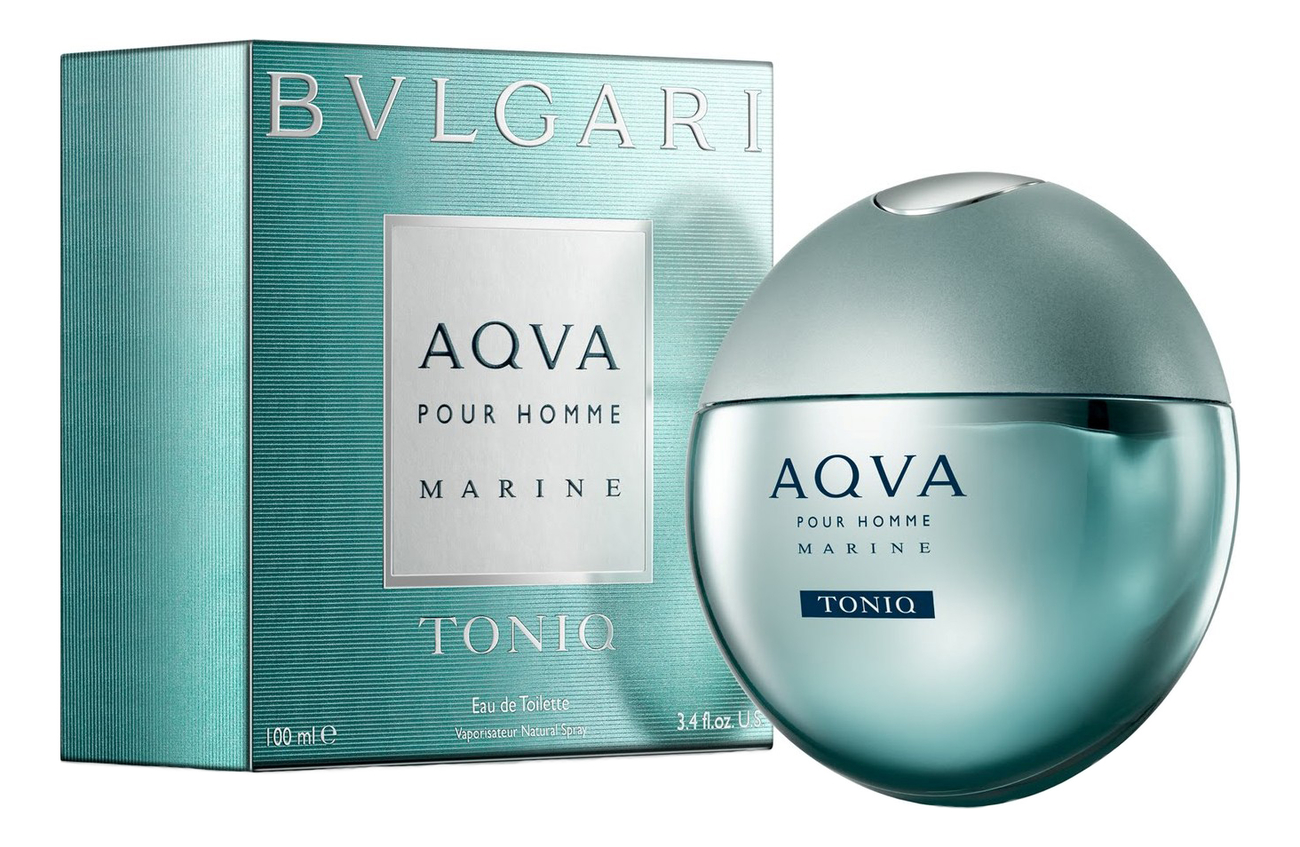 BVLGARI
AQVA
POUR HOMME
MARINE
TONIQ
Eau de Toilette
Vaporisateur Natural Spray
100 ml ℮
3.4 fl.oz. U.S.
AQVA
POUR HOMME
MARINE
TONIQ